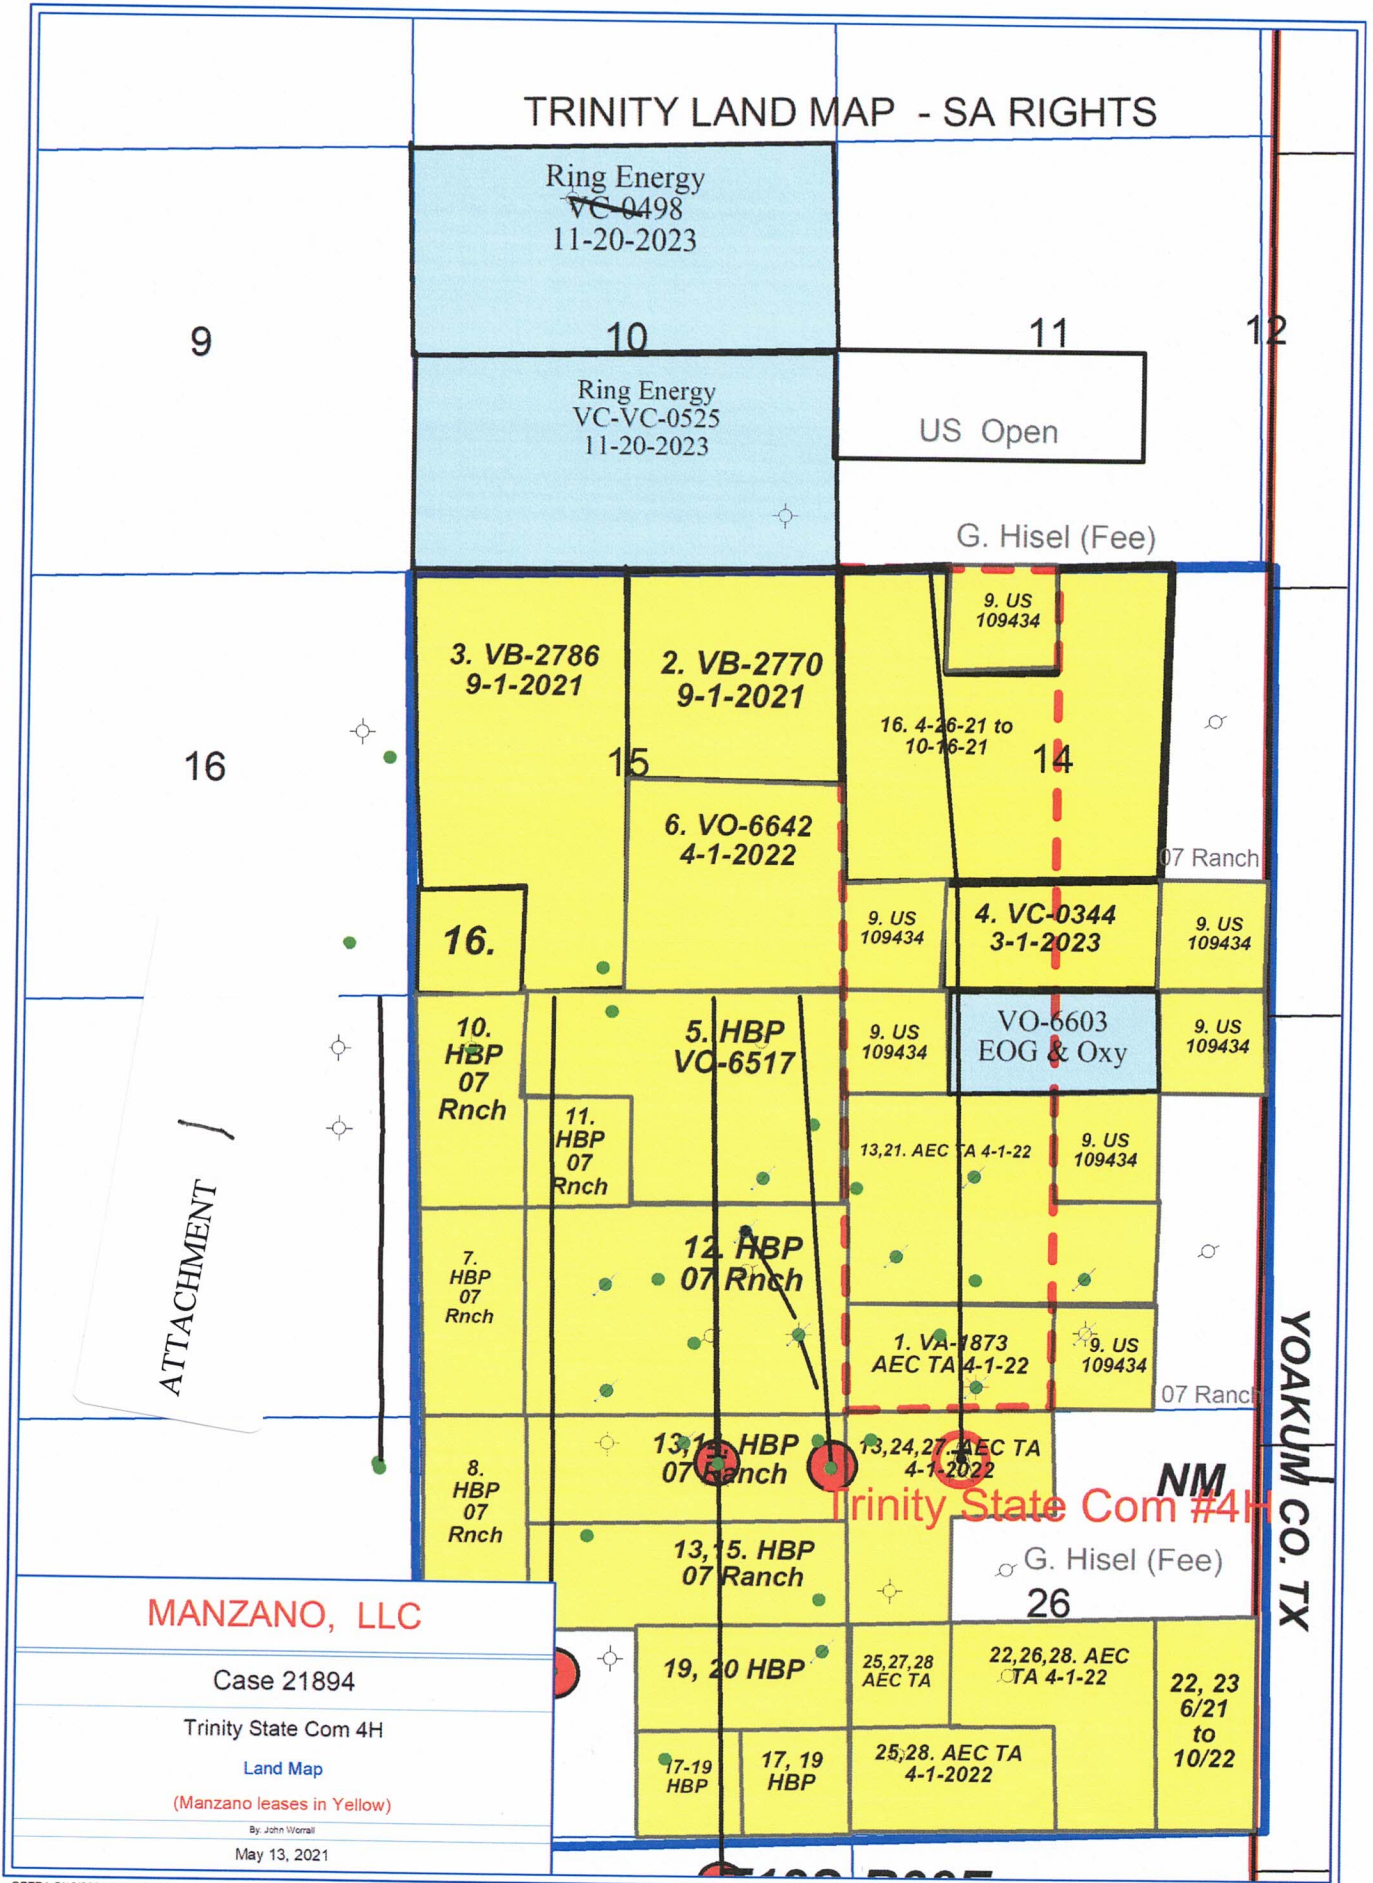 TRINITY LAND MAP - SA RIGHTS
Ring Energy
VC-0498
11-20-2023
9
10
11
12
Ring Energy
VC-VC-0525
11-20-2023
US Open
G. Hisel (Fee)
9. US
109434
3. VB-2786
9-1-2021
2. VB-2770
9-1-2021
16. 4-26-21 to
10-16-21
16
15
14
6. VO-6642
4-1-2022
07 Ranch
16.
9. US
109434
4. VC-0344
3-1-2023
9. US
109434
10.
HBP
07
Rnch
5. HBP
VO-6517
9. US
109434
VO-6603
EOG & Oxy
9. US
109434
11.
HBP
07
Rnch
13,21. AEC TA 4-1-22
9. US
109434
ATTACHMENT 1
7.
HBP
07
Rnch
12. HBP
07 Rnch
1. VA-1873
AEC TA 4-1-22
9. US
109434
07 Ranch
YOAKUM CO. TX
8.
HBP
07
Rnch
07 Ranch
13,24,27. AEC TA
4-1-2022
NM
Trinity State Com #4H
13,15. HBP
07 Ranch
G. Hisel (Fee)
26
19, 20 HBP
25,27,28
AEC TA
22,26,28. AEC
TA 4-1-22
22, 23
6/21
to
10/22
17-19
HBP
17, 19
HBP
25,28. AEC TA
4-1-2022
MANZANO, LLC
Case 21894
Trinity State Com 4H
Land Map
(Manzano leases in Yellow)
By: John Worrall
May 13, 2021